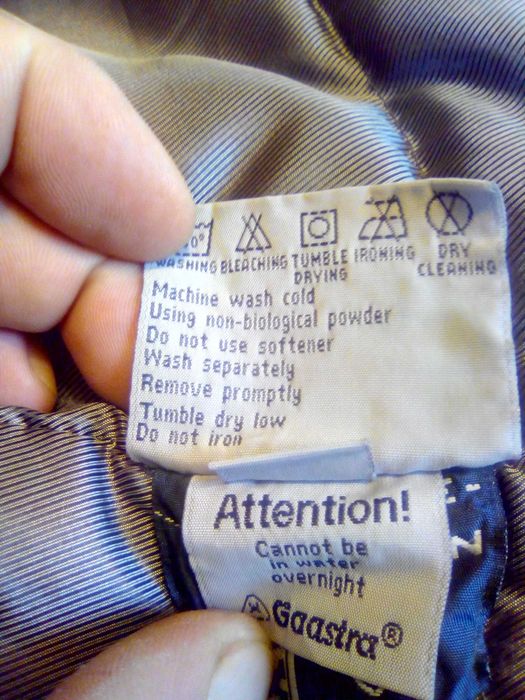 0°
WASHING BLEACHING TUMBLE DRYING IRONING DRY CLEANING
Machine wash cold
Using non-biological powder
Do not use softener
Wash separately
Remove promptly
Tumble dry low
Do not iron
Attention!
Cannot be
in water
overnight
Gaastra®